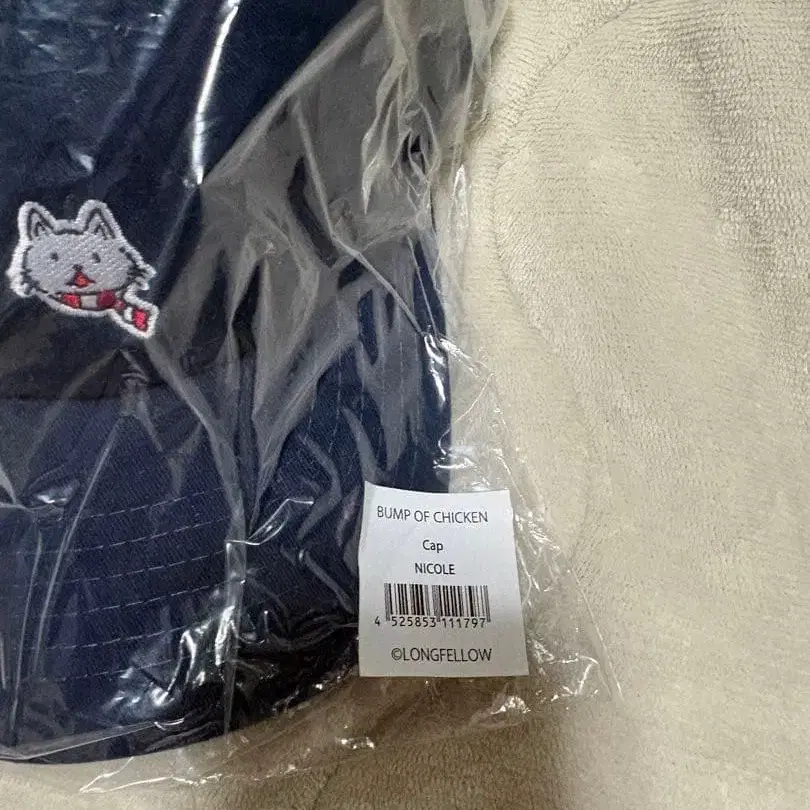 BUMP OF CHICKEN
Cap
NICOLE
4 525853 111797
©LONGFELLOW